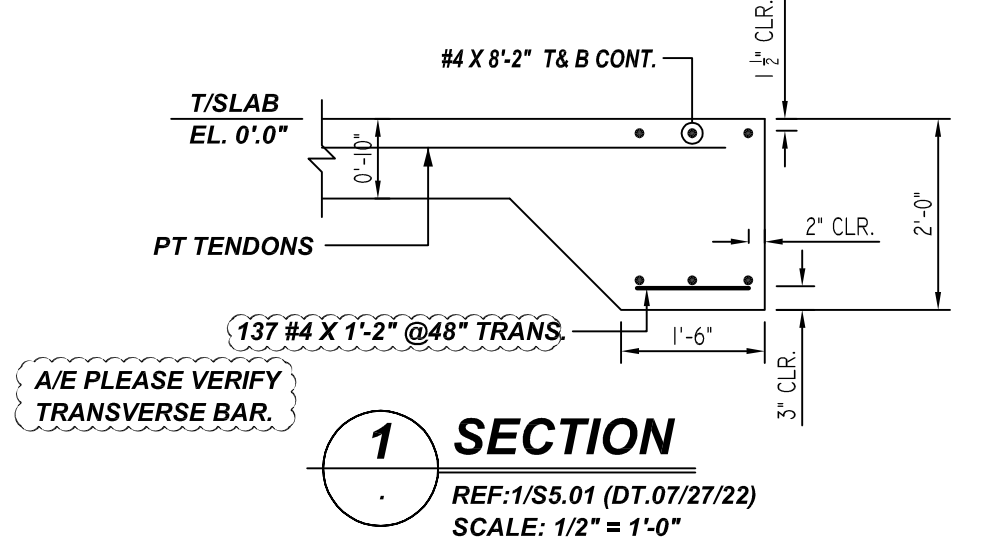 1 1/2" CLR.
#4 X 8'-2" T& B CONT.
T/SLAB
EL. 0'.0"
0'-10"
PT TENDONS
2" CLR.
2'-0"
137 #4 X 1'-2" @48" TRANS.
1'-6"
3" CLR.
A/E PLEASE VERIFY
TRANSVERSE BAR.
1
.
SECTION
REF:1/S5.01 (DT.07/27/22)
SCALE: 1/2" = 1'-0"